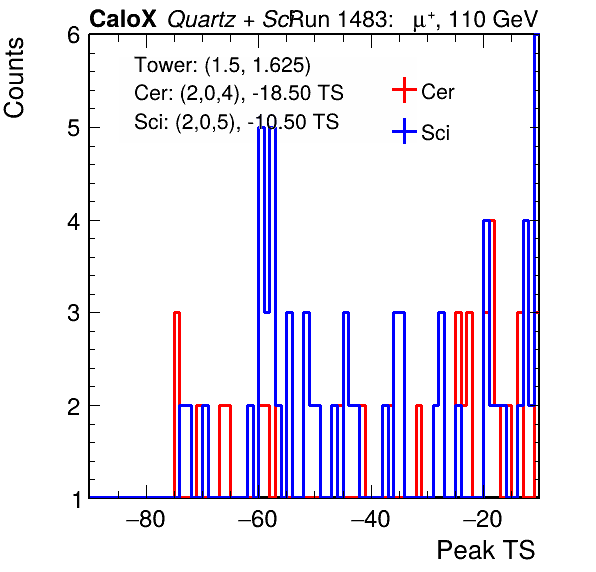 CaloX Quartz + Sci Run 1483: μ⁺, 110 GeV
Counts
Tower: (1.5, 1.625)
Cer: (2,0,4), -18.50 TS
Sci: (2,0,5), -10.50 TS
Cer
Sci
6
5
4
3
2
1
−80 −60 −40 −20
Peak TS